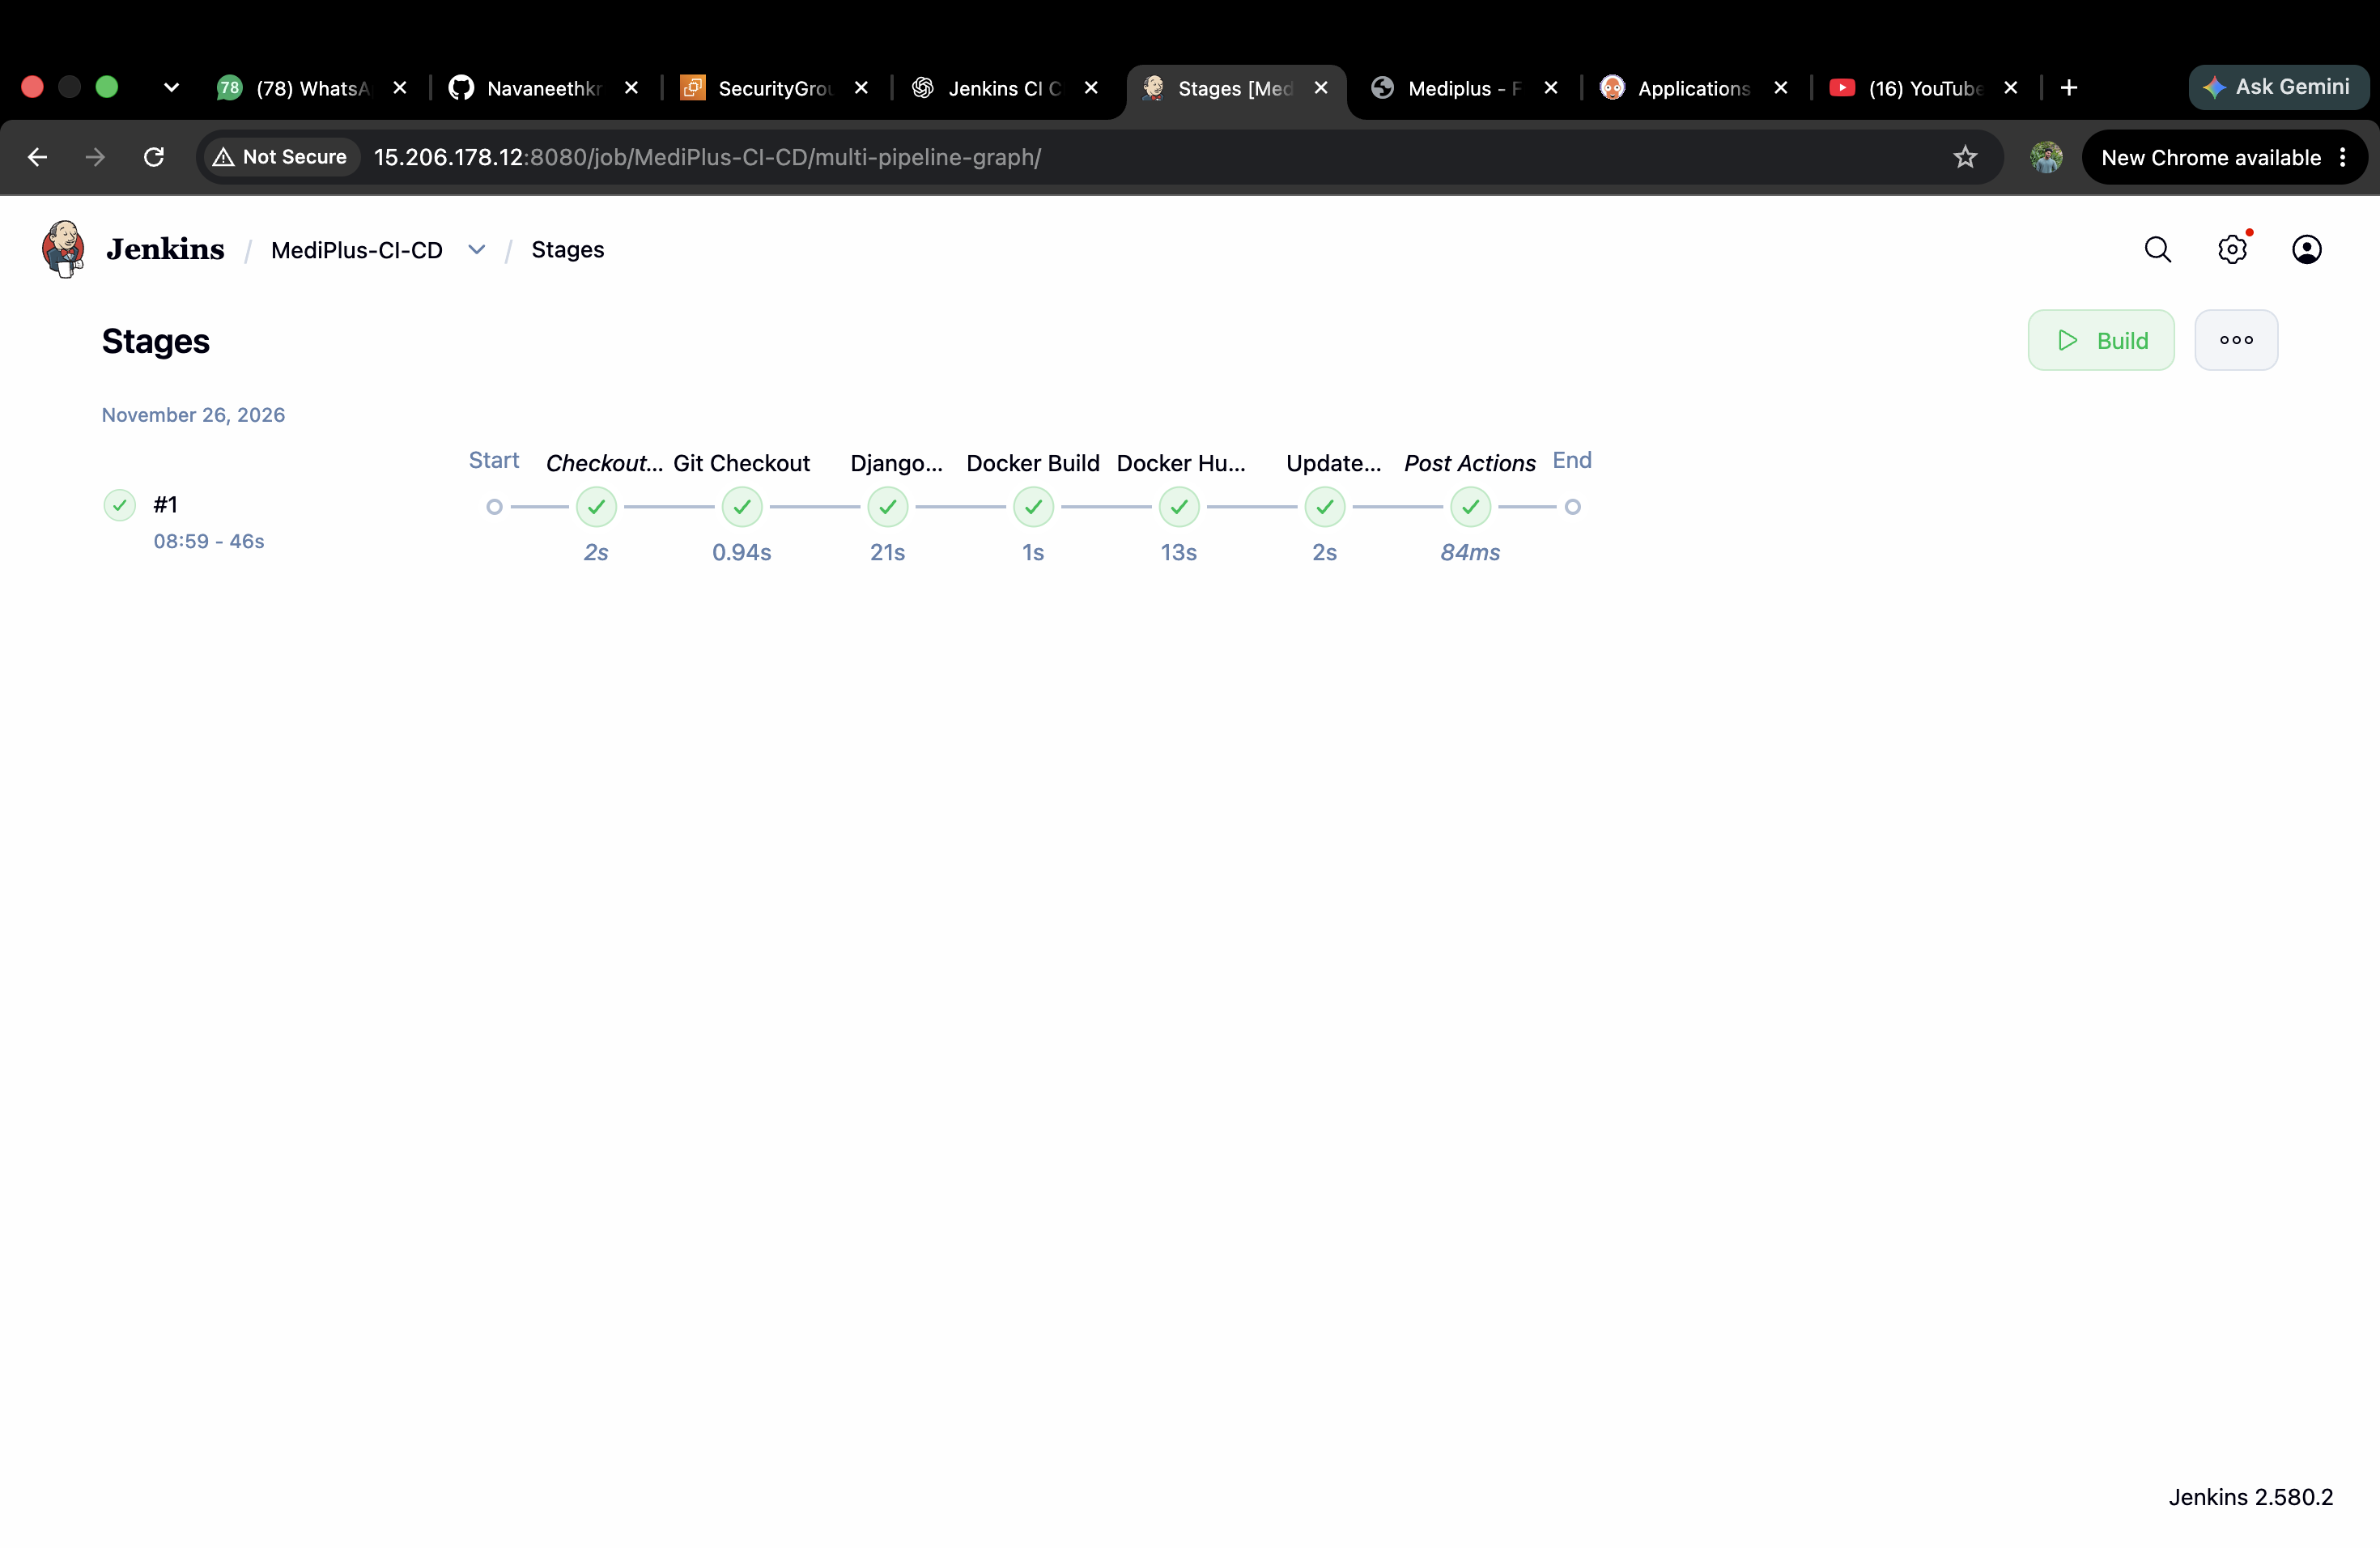 78 (78) WhatsA Navaneethkr SecurityGrou Jenkins CI C Stages [Med Mediplus - F Applications (16) YouTube Ask Gemini
Not Secure 15.206.178.12:8080/job/MediPlus-CI-CD/multi-pipeline-graph/ New Chrome available
Jenkins / MediPlus-CI-CD / Stages
Stages
Build
November 26, 2026
Start Checkout... Git Checkout Django... Docker Build Docker Hu... Update... Post Actions End
#1
08:59 - 46s
2s 0.94s 21s 1s 13s 2s 84ms
Jenkins 2.580.2